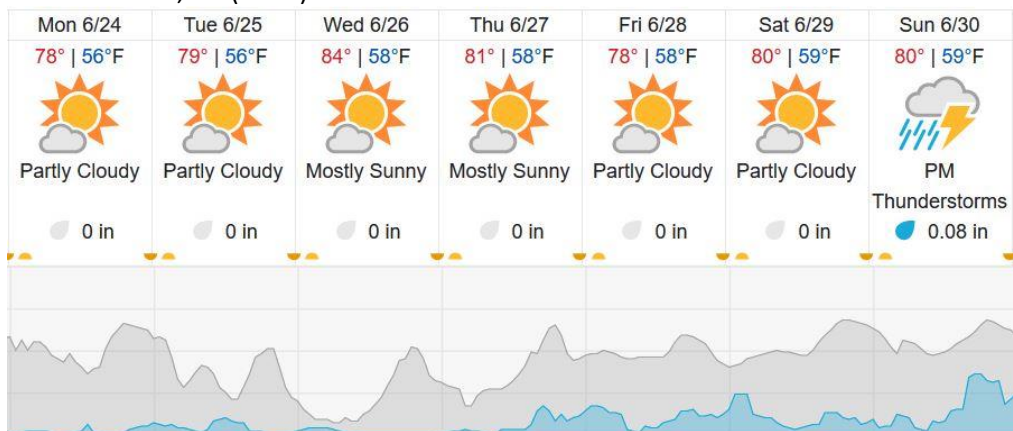 Mon 6/24 Tue 6/25 Wed 6/26 Thu 6/27 Fri 6/28 Sat 6/29 Sun 6/30
78° | 56°F 79° | 56°F 84° | 58°F 81° | 58°F 78° | 58°F 80° | 59°F 80° | 59°F
Partly Cloudy Partly Cloudy Mostly Sunny Mostly Sunny Partly Cloudy Partly Cloudy PM
Thunderstorms
0 in 0 in 0 in 0 in 0 in 0 in 0.08 in